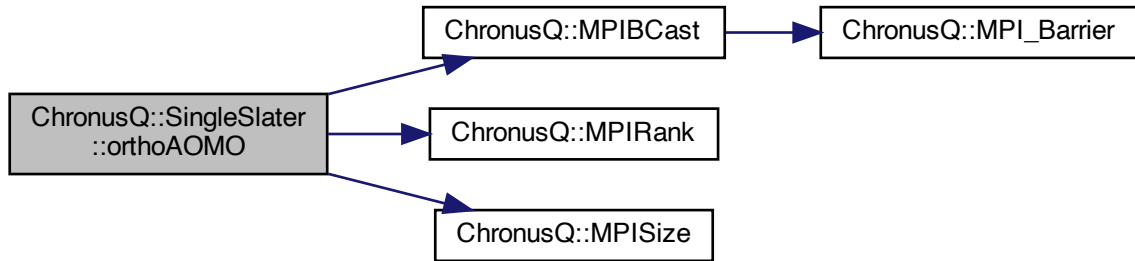 ChronusQ::SingleSlater
::orthoAOMO
ChronusQ::MPIBCast
ChronusQ::MPI_Barrier
ChronusQ::MPIRank
ChronusQ::MPISize